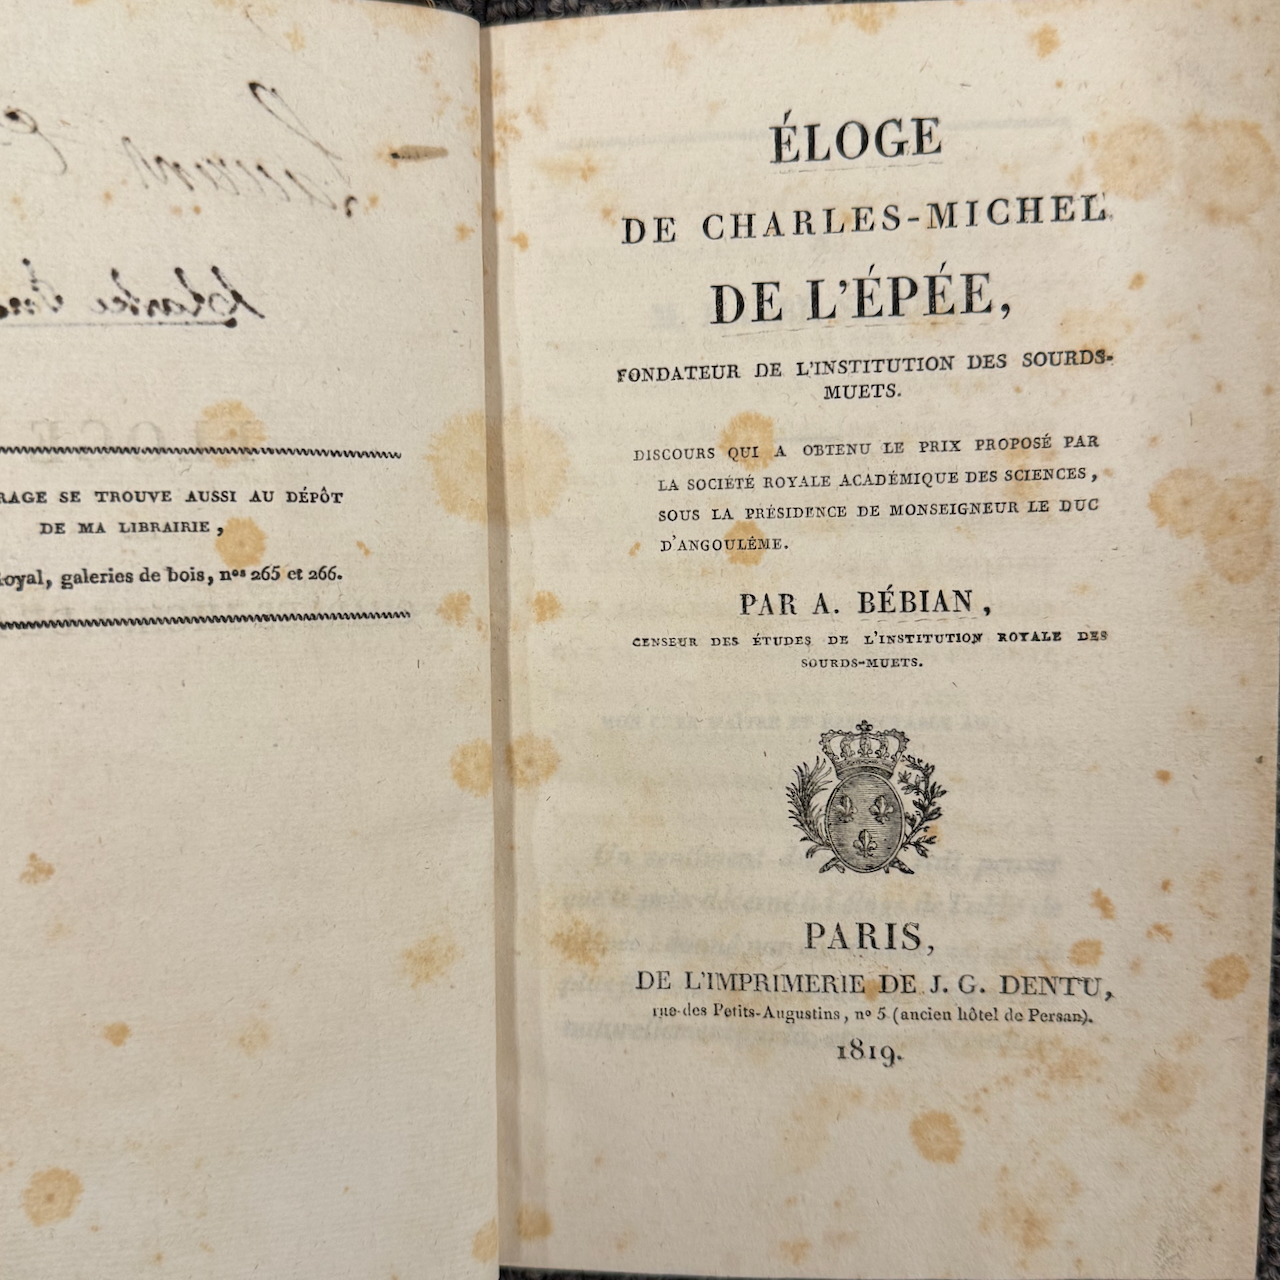 RAGE SE TROUVE AUSSI AU DÉPÔT
DE MA LIBRAIRIE,
oyal, galeries de bois, nos 265 et 266.
ÉLOGE
DE CHARLES-MICHEL
DE L'ÉPÉE,
FONDATEUR DE L'INSTITUTION DES SOURDS-
MUETS.
DISCOURS QUI A OBTENU LE PRIX PROPOSÉ PAR
LA SOCIÉTÉ ROYALE ACADÉMIQUE DES SCIENCES,
SOUS LA PRÉSIDENCE DE MONSEIGNEUR LE DUC
D'ANGOULÊME.
PAR A. BÉBIAN,
CENSEUR DES ÉTUDES DE L'INSTITUTION ROYALE DES
SOURDS-MUETS.
PARIS,
DE L'IMPRIMERIE DE J. G. DENTU,
rue des Petits-Augustins, no 5 (ancien hôtel de Persan).
1819.